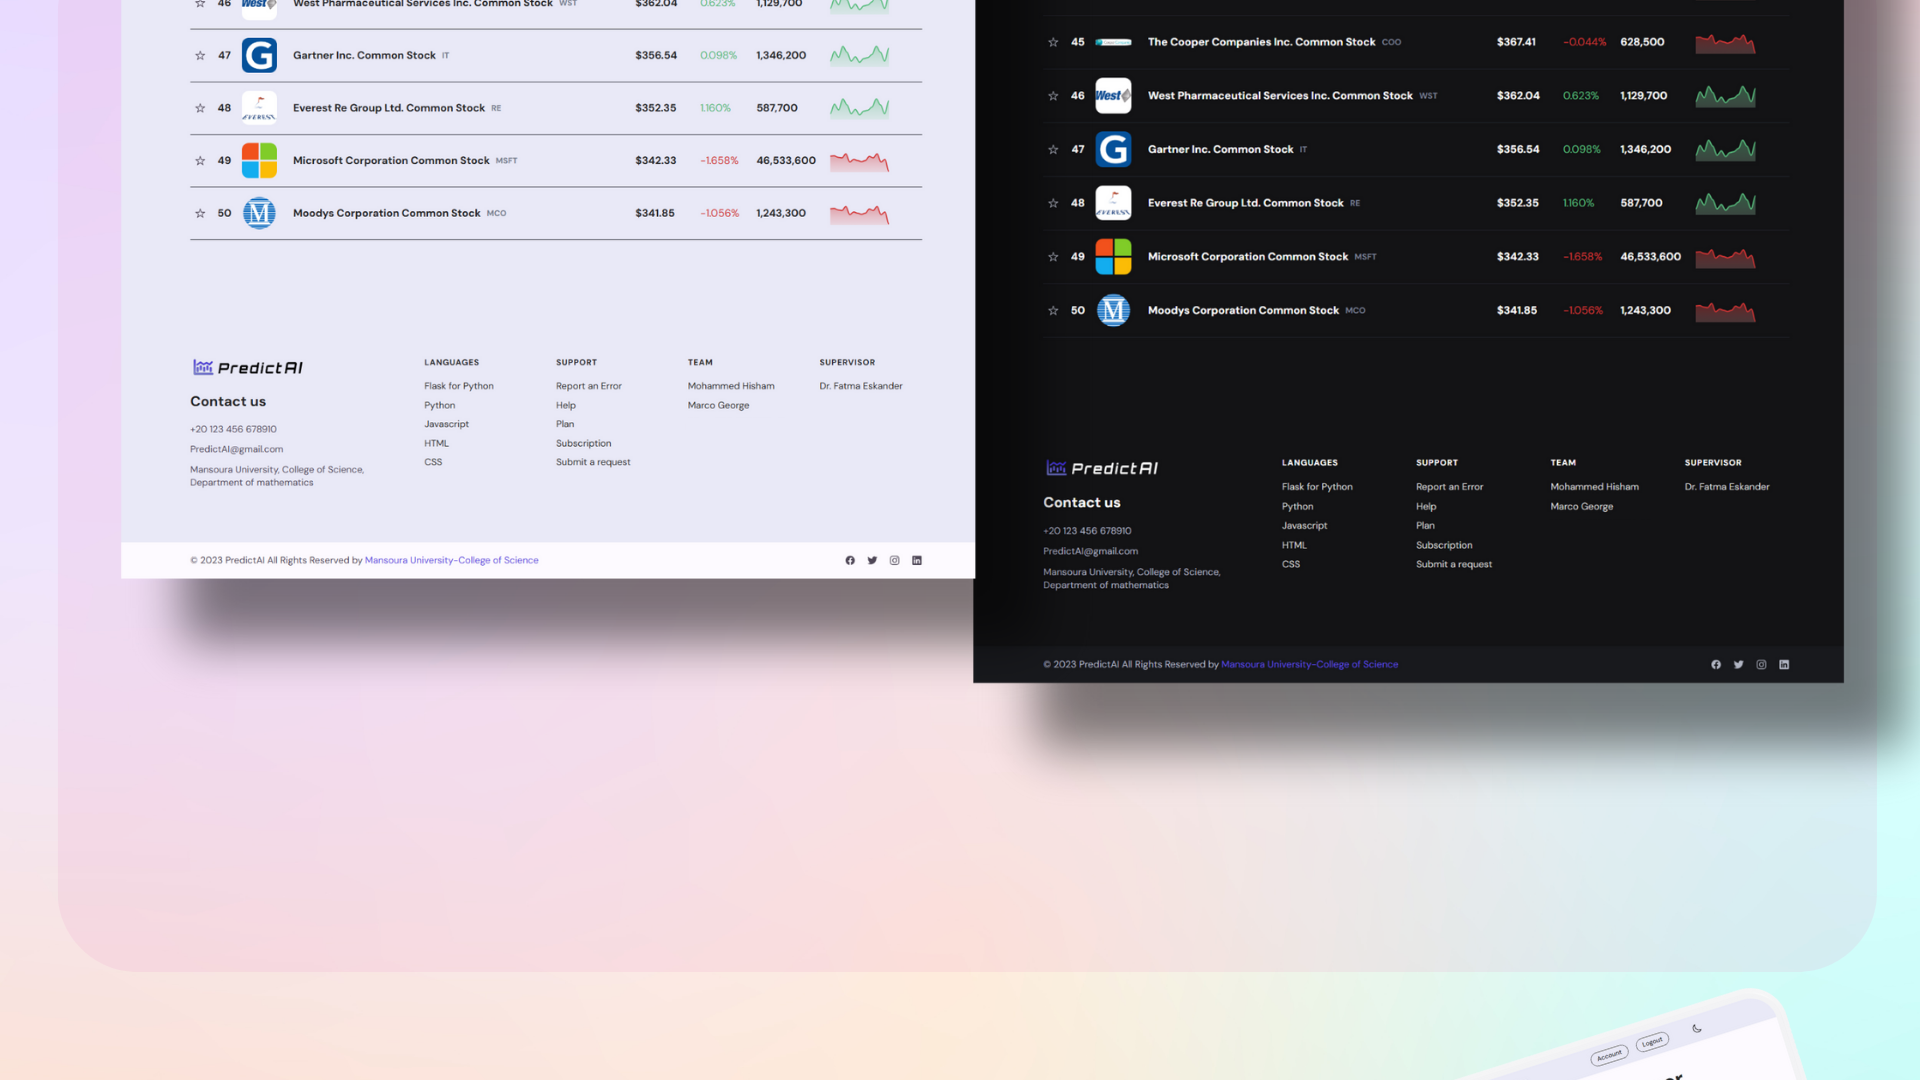 46 West West Pharmaceutical Services Inc. Common Stock WST $362.04 0.623% 1,129,700
47 G Gartner Inc. Common Stock IT $356.54 0.098% 1,346,200
48 EVEREST Everest Re Group Ltd. Common Stock RE $352.35 1.160% 587,700
49 Microsoft Corporation Common Stock MSFT $342.33 -1.658% 46,533,600
50 M Moodys Corporation Common Stock MCO $341.85 -1.056% 1,243,300
PredictAI
Contact us
+20 123 456 678910
PredictAI@gmail.com
Mansoura University, College of Science,
Department of mathematics
LANGUAGES
Flask for Python
Python
Javascript
HTML
CSS
SUPPORT
Report an Error
Help
Plan
Subscription
Submit a request
TEAM
Mohammed Hisham
Marco George
SUPERVISOR
Dr. Fatma Eskander
© 2023 PredictAI All Rights Reserved by Mansoura University-College of Science
45 The Cooper Companies Inc. Common Stock COO $367.41 -0.044% 628,500
46 West West Pharmaceutical Services Inc. Common Stock WST $362.04 0.623% 1,129,700
47 G Gartner Inc. Common Stock IT $356.54 0.098% 1,346,200
48 EVEREST Everest Re Group Ltd. Common Stock RE $352.35 1.160% 587,700
49 Microsoft Corporation Common Stock MSFT $342.33 -1.658% 46,533,600
50 M Moodys Corporation Common Stock MCO $341.85 -1.056% 1,243,300
PredictAI
Contact us
+20 123 456 678910
PredictAI@gmail.com
Mansoura University, College of Science,
Department of mathematics
LANGUAGES
Flask for Python
Python
Javascript
HTML
CSS
SUPPORT
Report an Error
Help
Plan
Subscription
Submit a request
TEAM
Mohammed Hisham
Marco George
SUPERVISOR
Dr. Fatma Eskander
© 2023 PredictAI All Rights Reserved by Mansoura University-College of Science
Account Logout